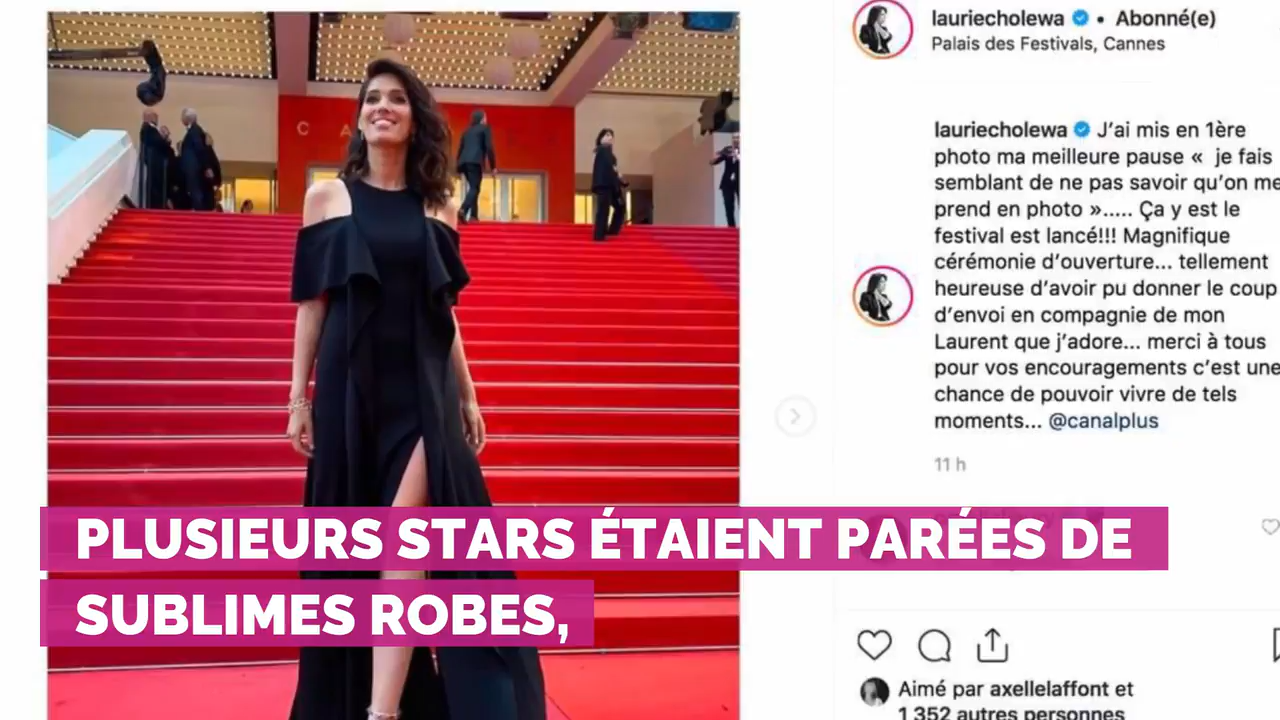 C A
lauriecholewa • Abonné(e)
Palais des Festivals, Cannes
lauriecholewa J'ai mis en 1ère
photo ma meilleure pause « je fais
semblant de ne pas savoir qu'on me
prend en photo »..... Ça y est le
festival est lancé!!! Magnifique
cérémonie d'ouverture... tellement
heureuse d'avoir pu donner le coup
d'envoi en compagnie de mon
Laurent que j'adore... merci à tous
pour vos encouragements c'est une
chance de pouvoir vivre de tels
moments... @canalplus
11 h
PLUSIEURS STARS ÉTAIENT PARÉES DE
SUBLIMES ROBES,
Aimé par axellelaffont et
1 352 autres personnes